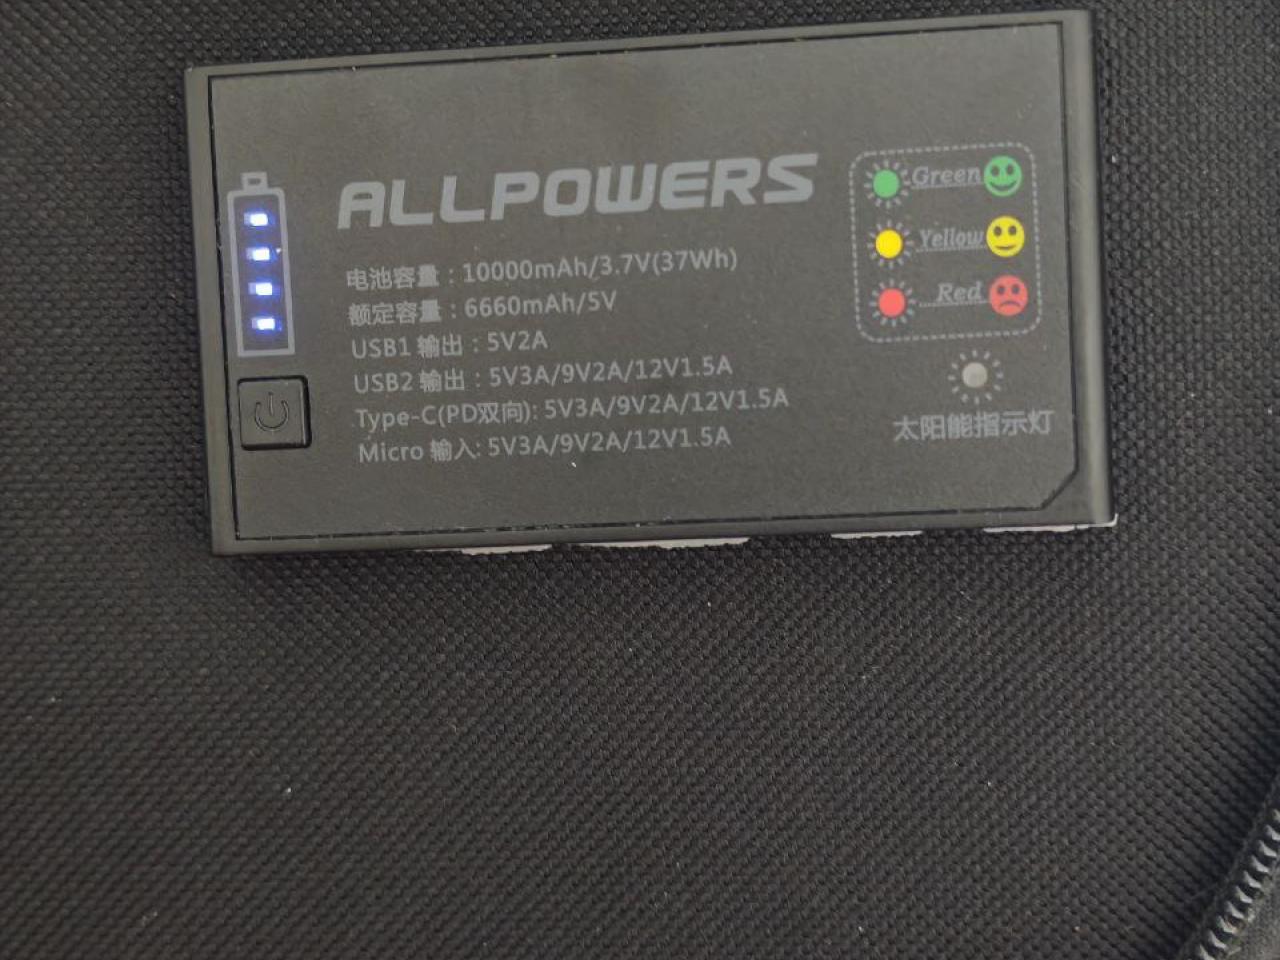 ALLPOWERS
电池容量：10000mAh/3.7V(37Wh)
额定容量：6660mAh/5V
USB1 输出：5V2A
USB2 输出：5V3A/9V2A/12V1.5A
Type-C(PD双向): 5V3A/9V2A/12V1.5A
Micro 输入: 5V3A/9V2A/12V1.5A
Green
Yellow
Red
太阳能指示灯